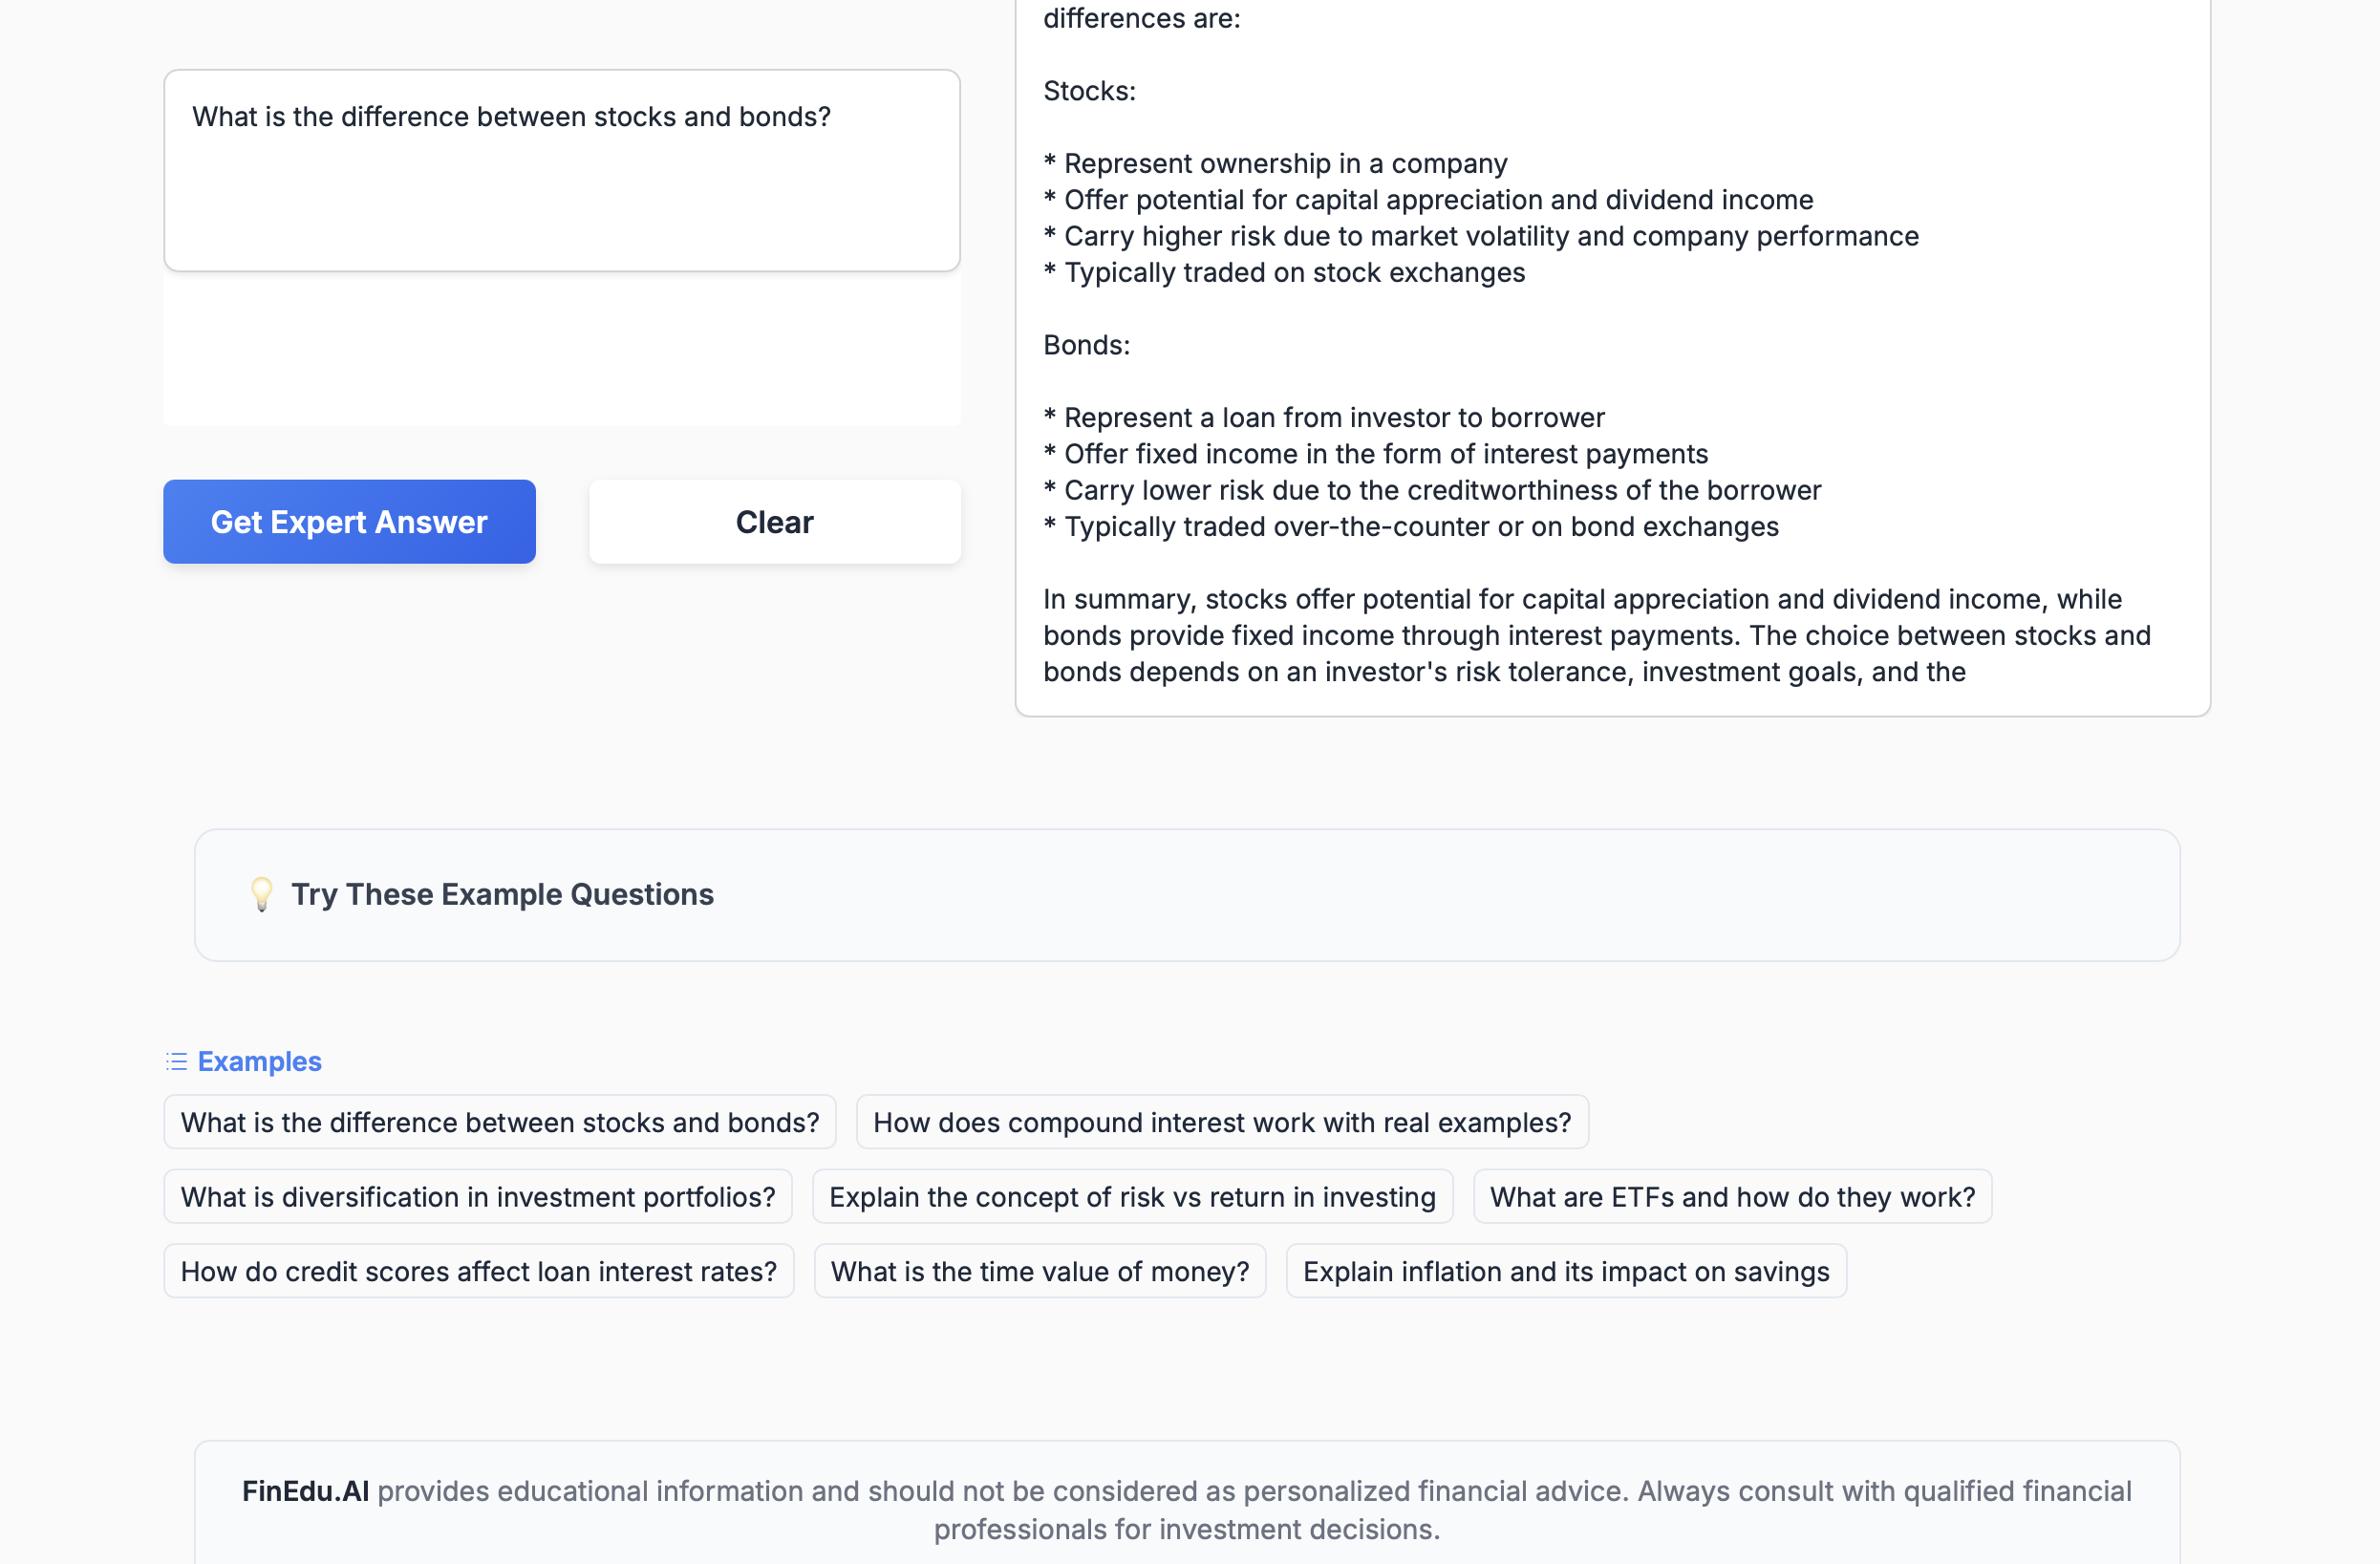 What is the difference between stocks and bonds?
Get Expert Answer
Clear
differences are:
Stocks:
* Represent ownership in a company
* Offer potential for capital appreciation and dividend income
* Carry higher risk due to market volatility and company performance
* Typically traded on stock exchanges
Bonds:
* Represent a loan from investor to borrower
* Offer fixed income in the form of interest payments
* Carry lower risk due to the creditworthiness of the borrower
* Typically traded over-the-counter or on bond exchanges
In summary, stocks offer potential for capital appreciation and dividend income, while
bonds provide fixed income through interest payments. The choice between stocks and
bonds depends on an investor's risk tolerance, investment goals, and the
💡 Try These Example Questions
Examples
What is the difference between stocks and bonds?
How does compound interest work with real examples?
What is diversification in investment portfolios?
Explain the concept of risk vs return in investing
What are ETFs and how do they work?
How do credit scores affect loan interest rates?
What is the time value of money?
Explain inflation and its impact on savings
FinEdu.AI provides educational information and should not be considered as personalized financial advice. Always consult with qualified financial
professionals for investment decisions.